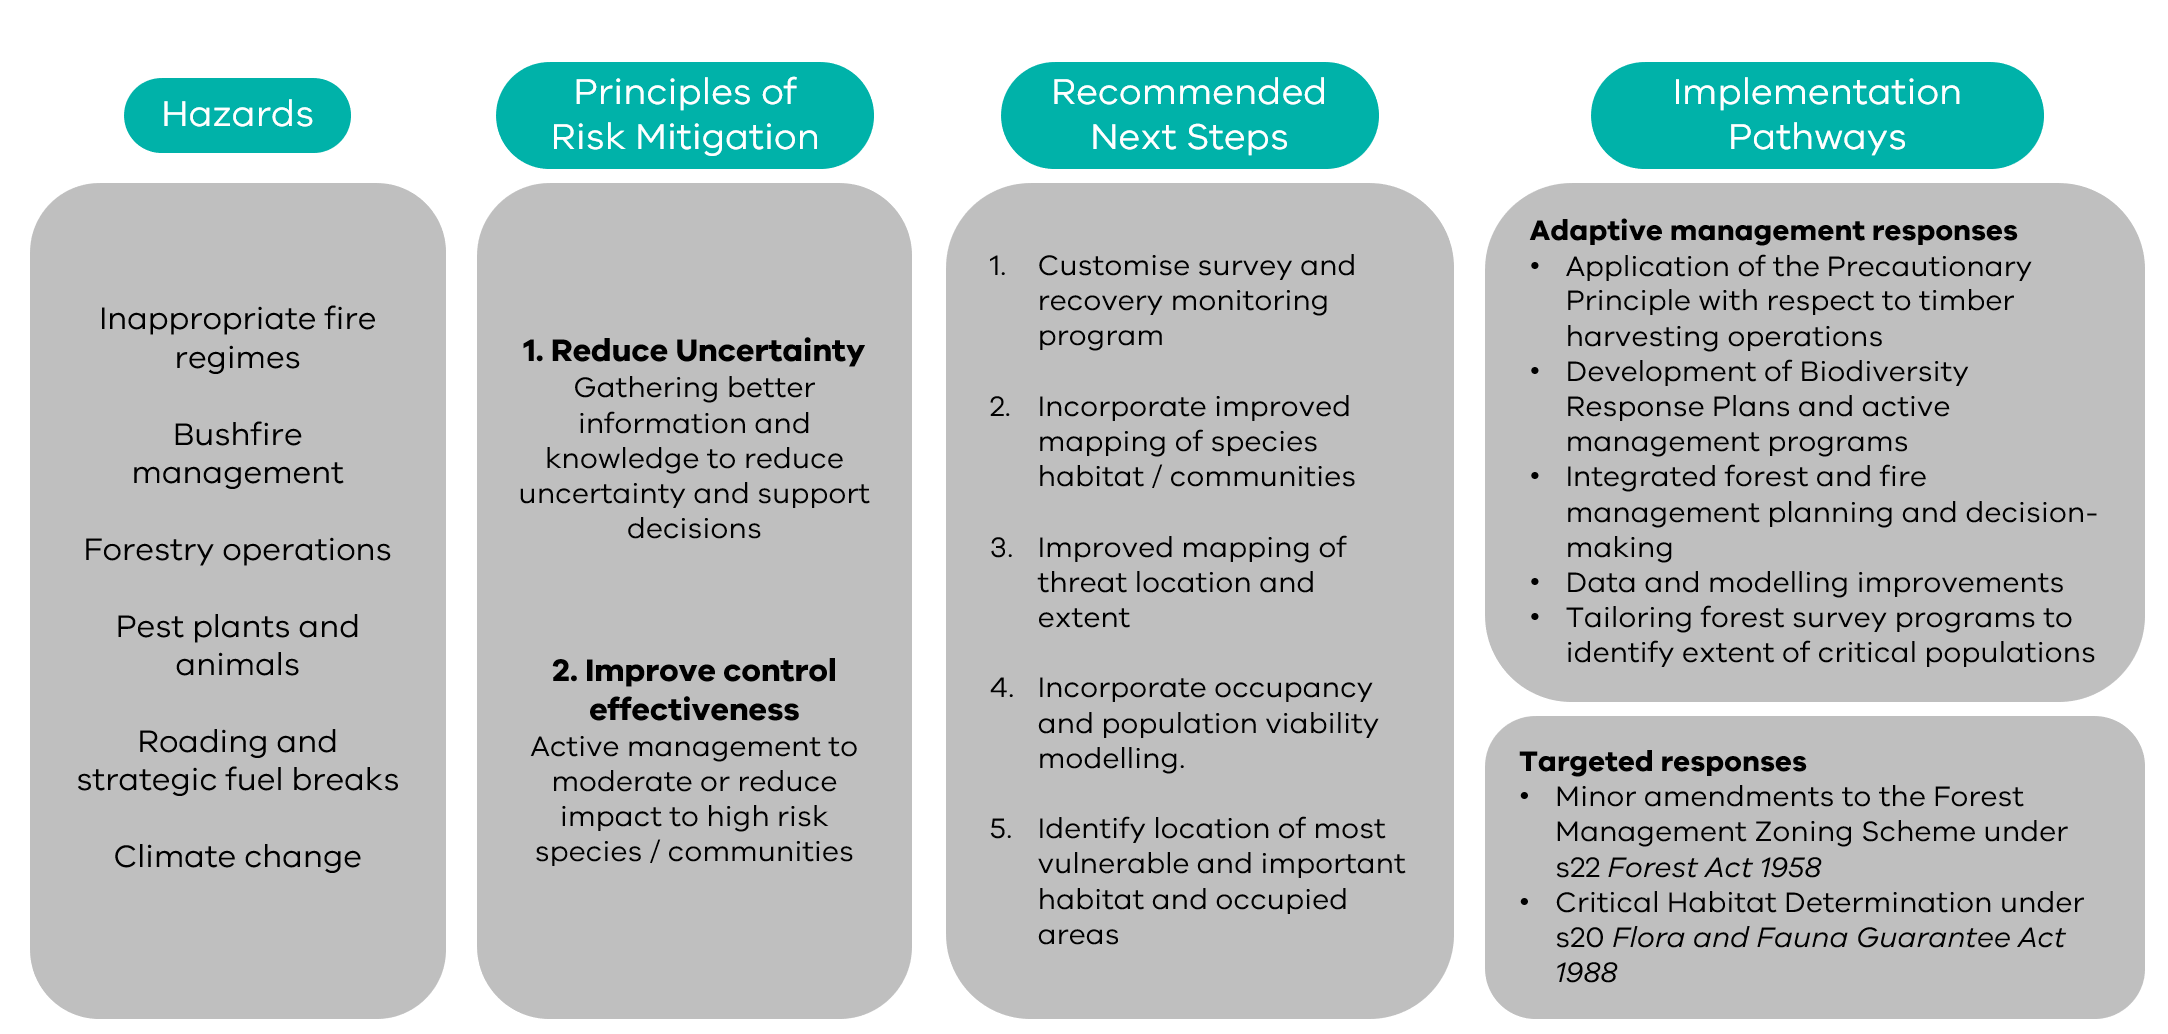 Hazards
Inappropriate fire
regimes
Bushfire
management
Forestry operations
Pest plants and
animals
Roading and
strategic fuel breaks
Climate change
Principles of
Risk Mitigation
1. Reduce Uncertainty
Gathering better
information and
knowledge to reduce
uncertainty and support
decisions
2. Improve control
effectiveness
Active management to
moderate or reduce
impact to high risk
species / communities
Recommended
Next Steps
1. Customise survey and
recovery monitoring
program
2. Incorporate improved
mapping of species
habitat / communities
3. Improved mapping of
threat location and
extent
4. Incorporate occupancy
and population viability
modelling.
5. Identify location of most
vulnerable and important
habitat and occupied
areas
Implementation
Pathways
Adaptive management responses
• Application of the Precautionary
Principle with respect to timber
harvesting operations
• Development of Biodiversity
Response Plans and active
management programs
• Integrated forest and fire
management planning and decision-
making
• Data and modelling improvements
• Tailoring forest survey programs to
identify extent of critical populations
Targeted responses
• Minor amendments to the Forest
Management Zoning Scheme under
s22 Forest Act 1958
• Critical Habitat Determination under
s20 Flora and Fauna Guarantee Act
1988